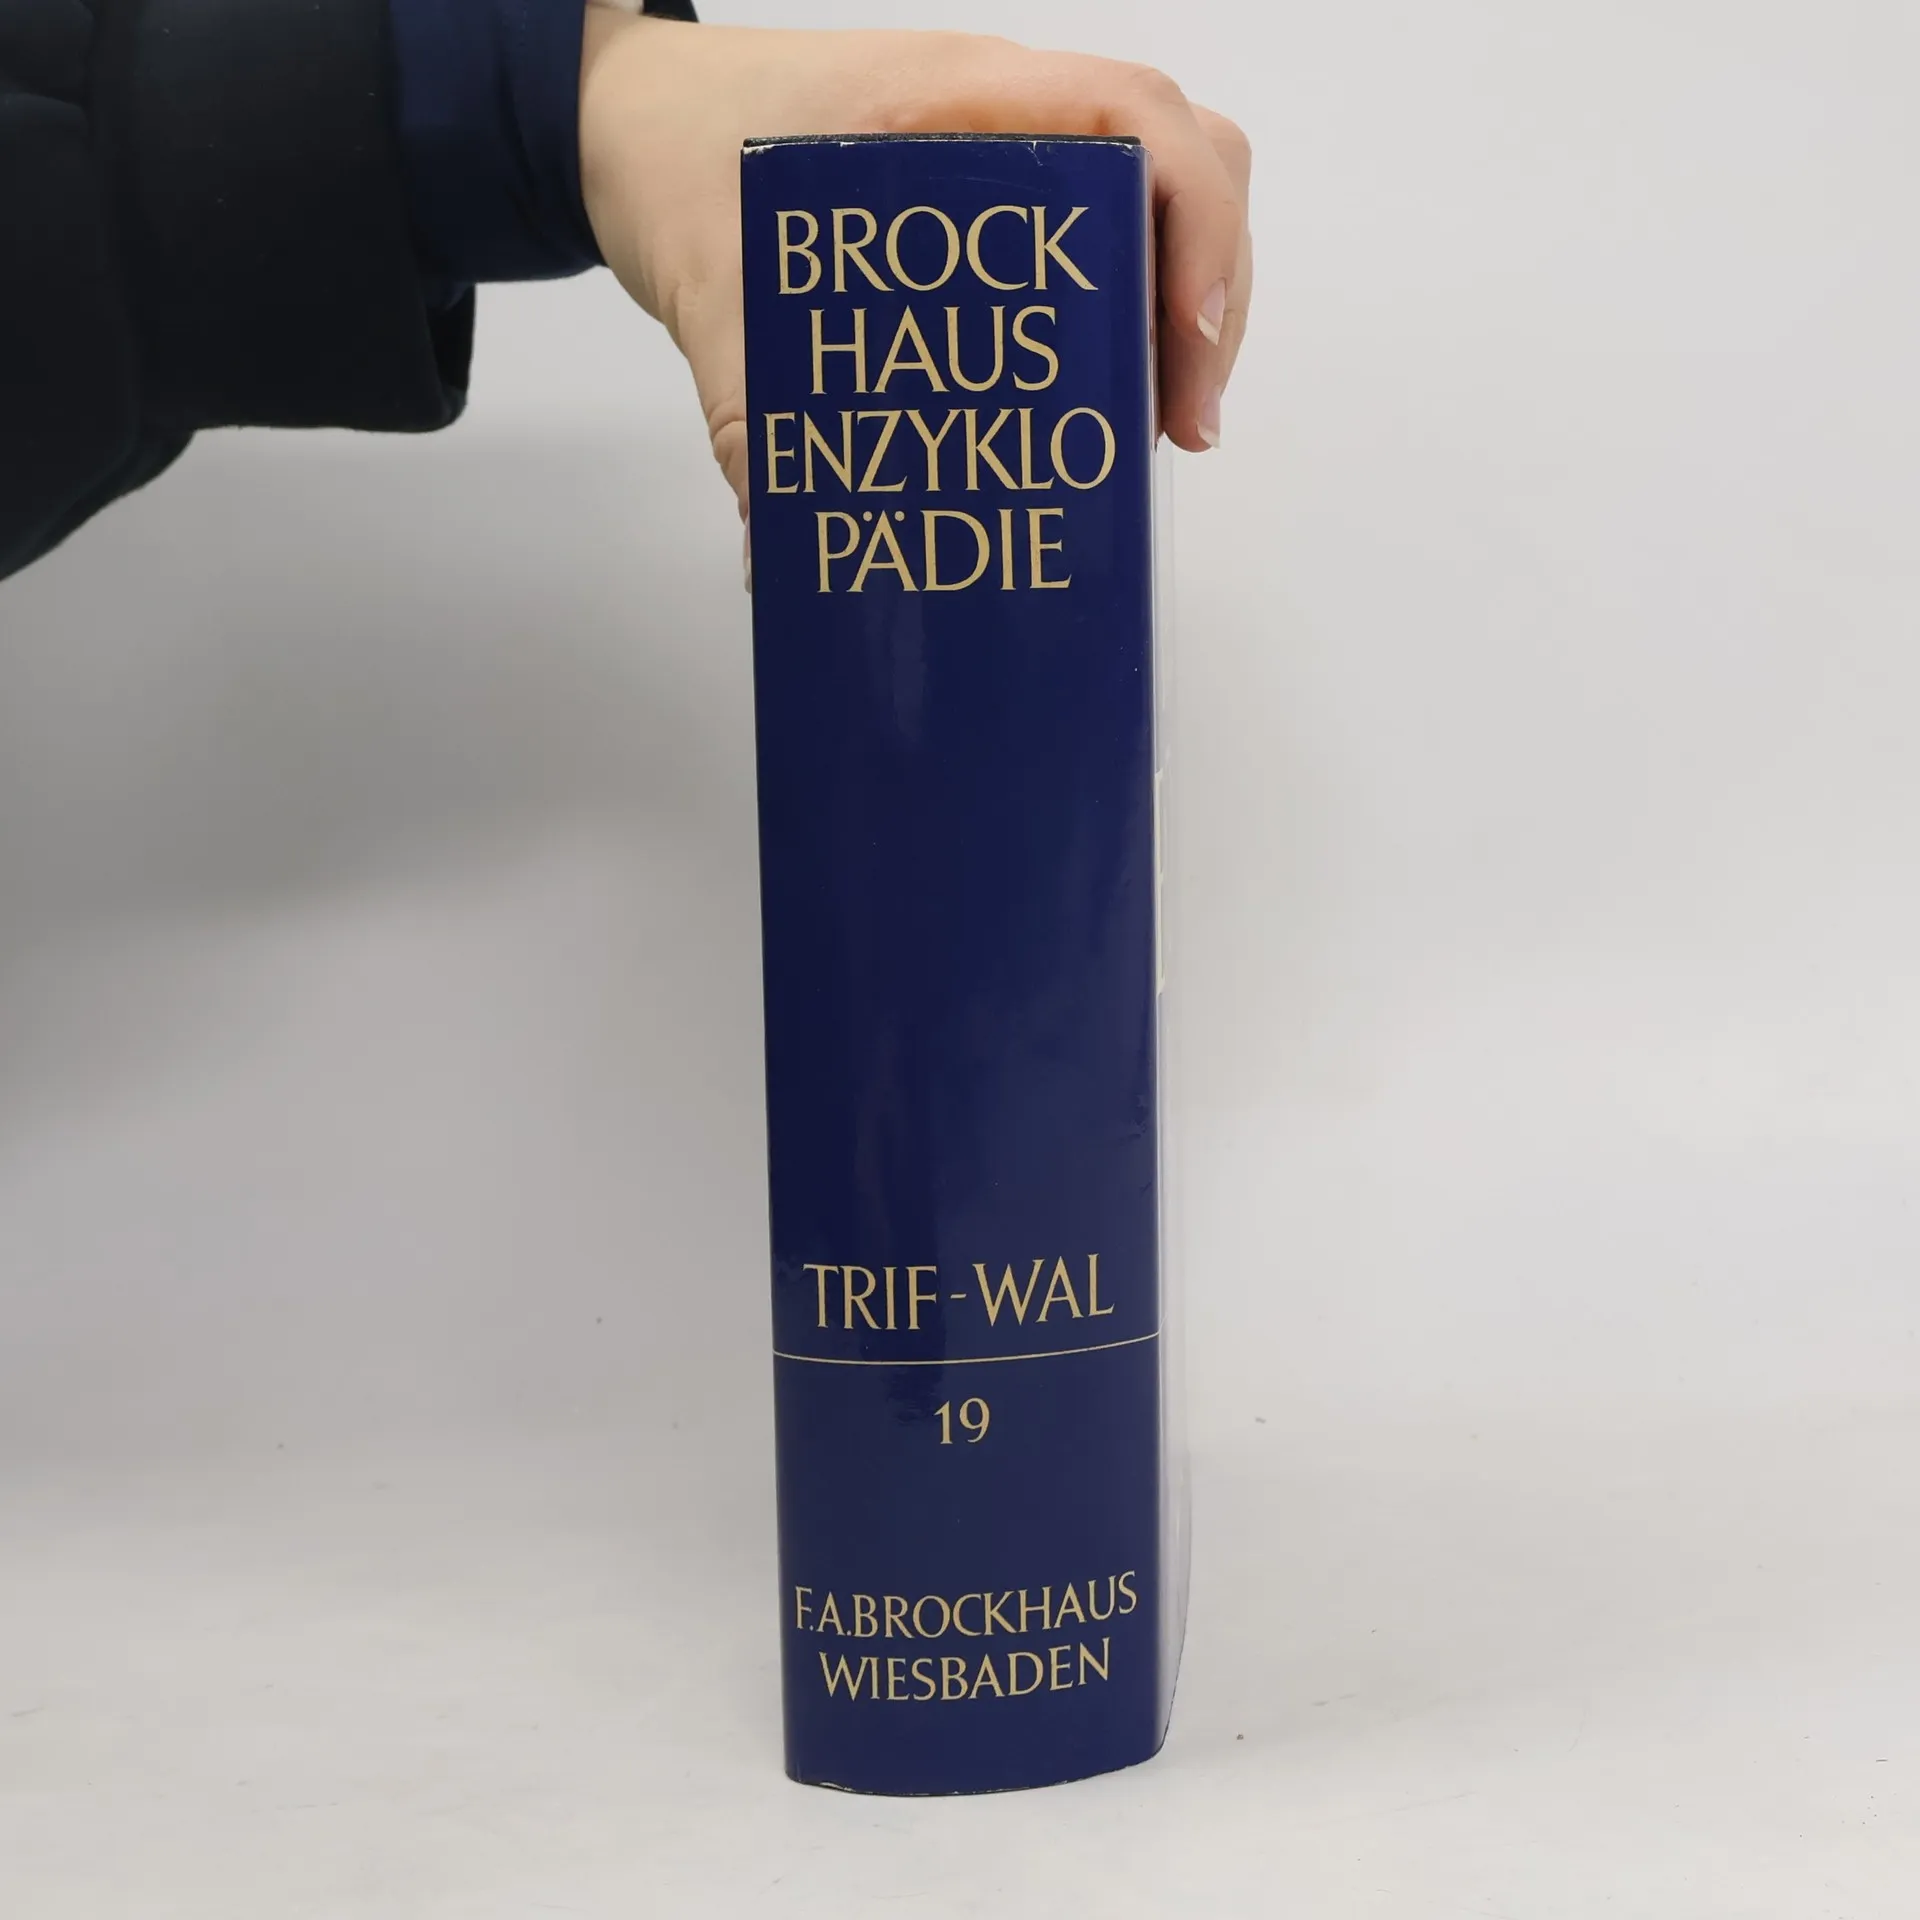 BROCK
HAUS
ENZYKLO
PÄDIE
TRIF-WAL
19
F.A.BROCKHAUS
WIESBADEN